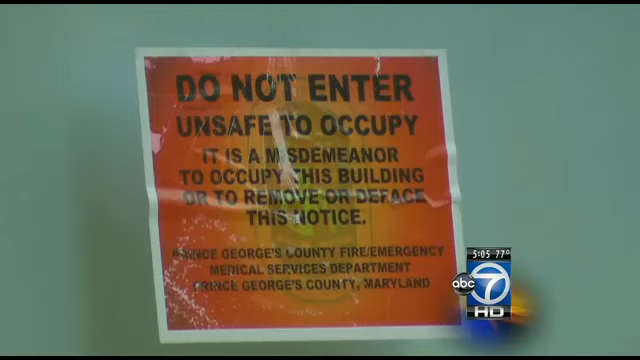 DO NOT ENTER
UNSAFE TO OCCUPY
IT IS A MISDEMEANOR
TO OCCUPY THIS BUILDING
OR TO REMOVE OR DEFACE
THIS NOTICE.
PRINCE GEORGE'S COUNTY FIRE/EMERGENCY
MEDICAL SERVICES DEPARTMENT
PRINCE GEORGE'S COUNTY, MARYLAND
5:05 77°
abc 7
HD